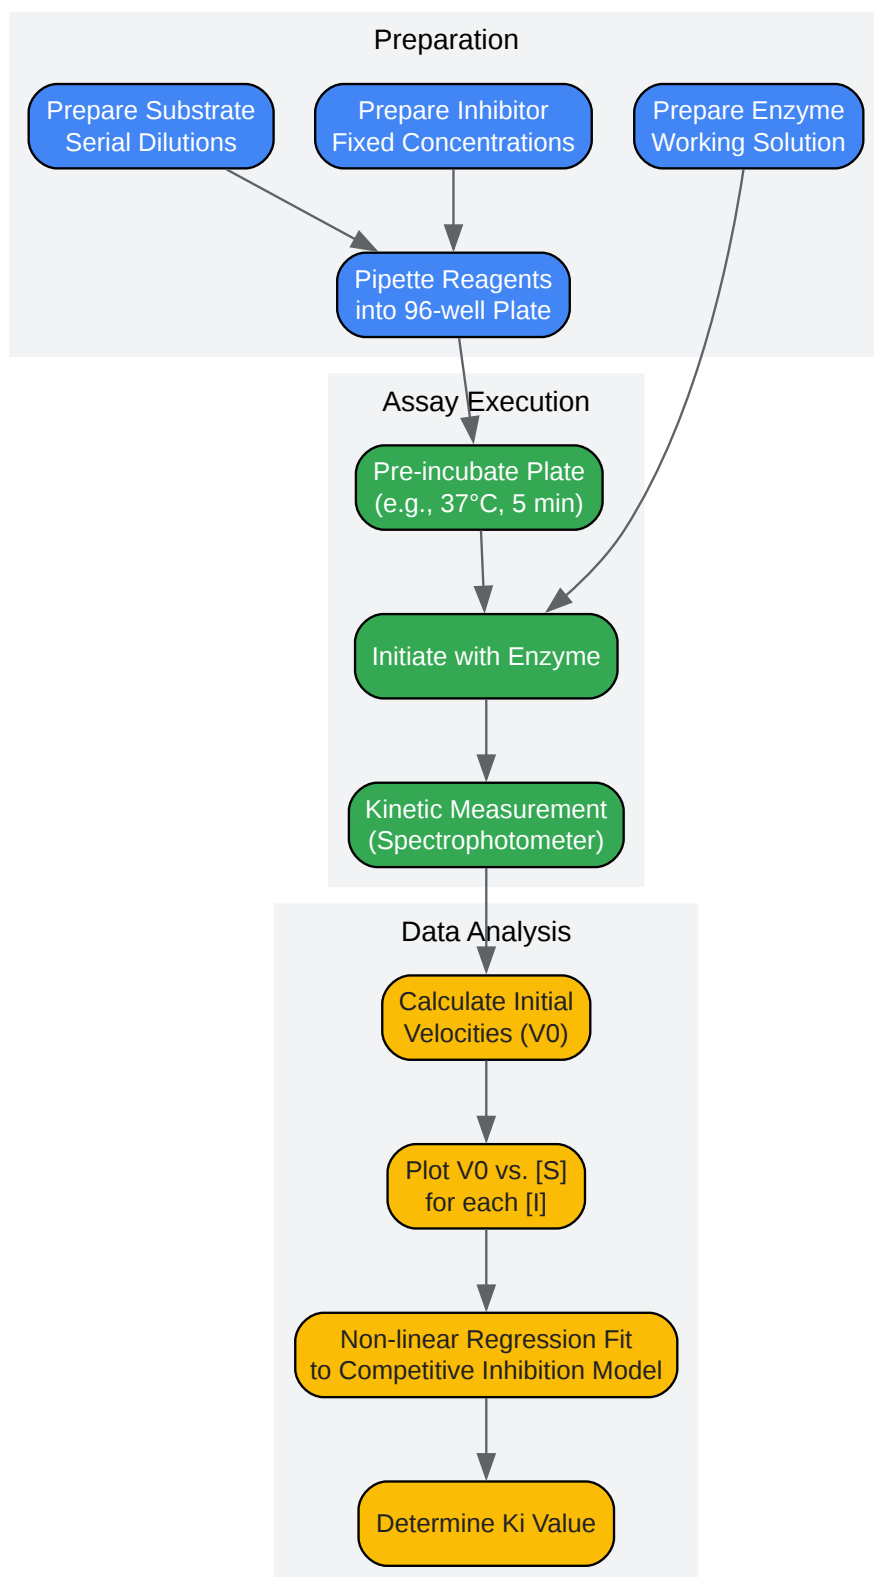 Preparation
Prepare Substrate
Serial Dilutions
Prepare Inhibitor
Fixed Concentrations
Prepare Enzyme
Working Solution
Pipette Reagents
into 96-well Plate
Assay Execution
Pre-incubate Plate
(e.g., 37°C, 5 min)
Initiate with Enzyme
Kinetic Measurement
(Spectrophotometer)
Data Analysis
Calculate Initial
Velocities (V0)
Plot V0 vs. [S]
for each [I]
Non-linear Regression Fit
to Competitive Inhibition Model
Determine Ki Value